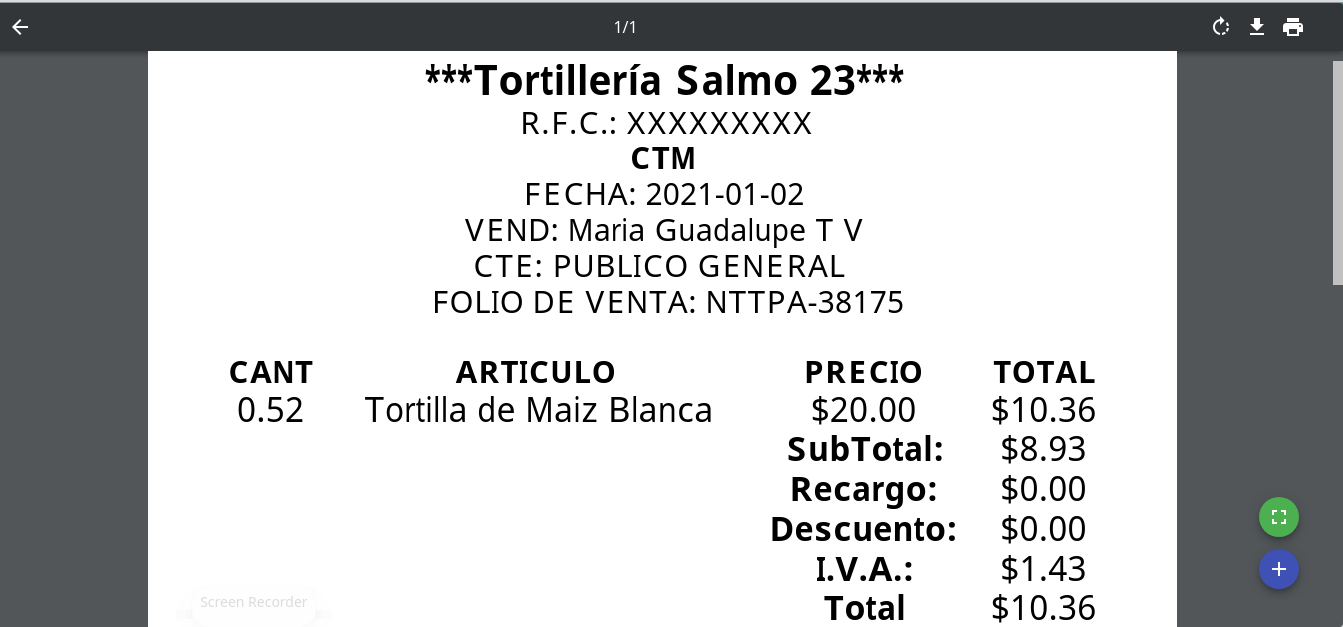 1/1
***Tortillería Salmo 23***
R.F.C.: XXXXXXXXX
CTM
FECHA: 2021-01-02
VEND: Maria Guadalupe T V
CTE: PUBLICO GENERAL
FOLIO DE VENTA: NTTPA-38175
CANT ARTICULO PRECIO TOTAL
0.52 Tortilla de Maiz Blanca $20.00 $10.36
SubTotal: $8.93
Recargo: $0.00
Descuento: $0.00
I.V.A.: $1.43
Total $10.36
Screen Recorder